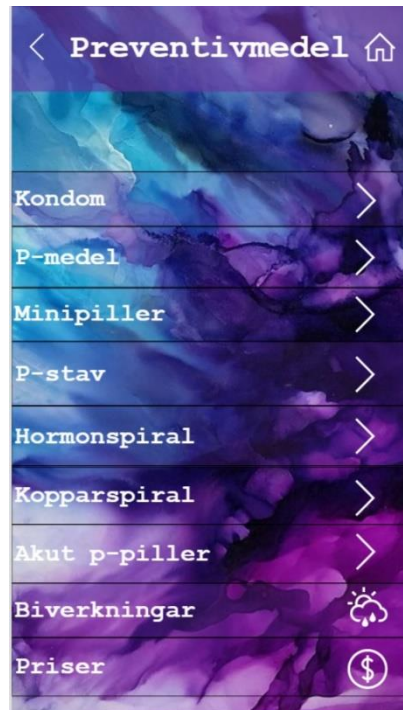 Preventivmedel
Kondom
P-medel
Minipiller
P-stav
Hormonspiral
Kopparspiral
Akut p-piller
Biverkningar
Priser
$